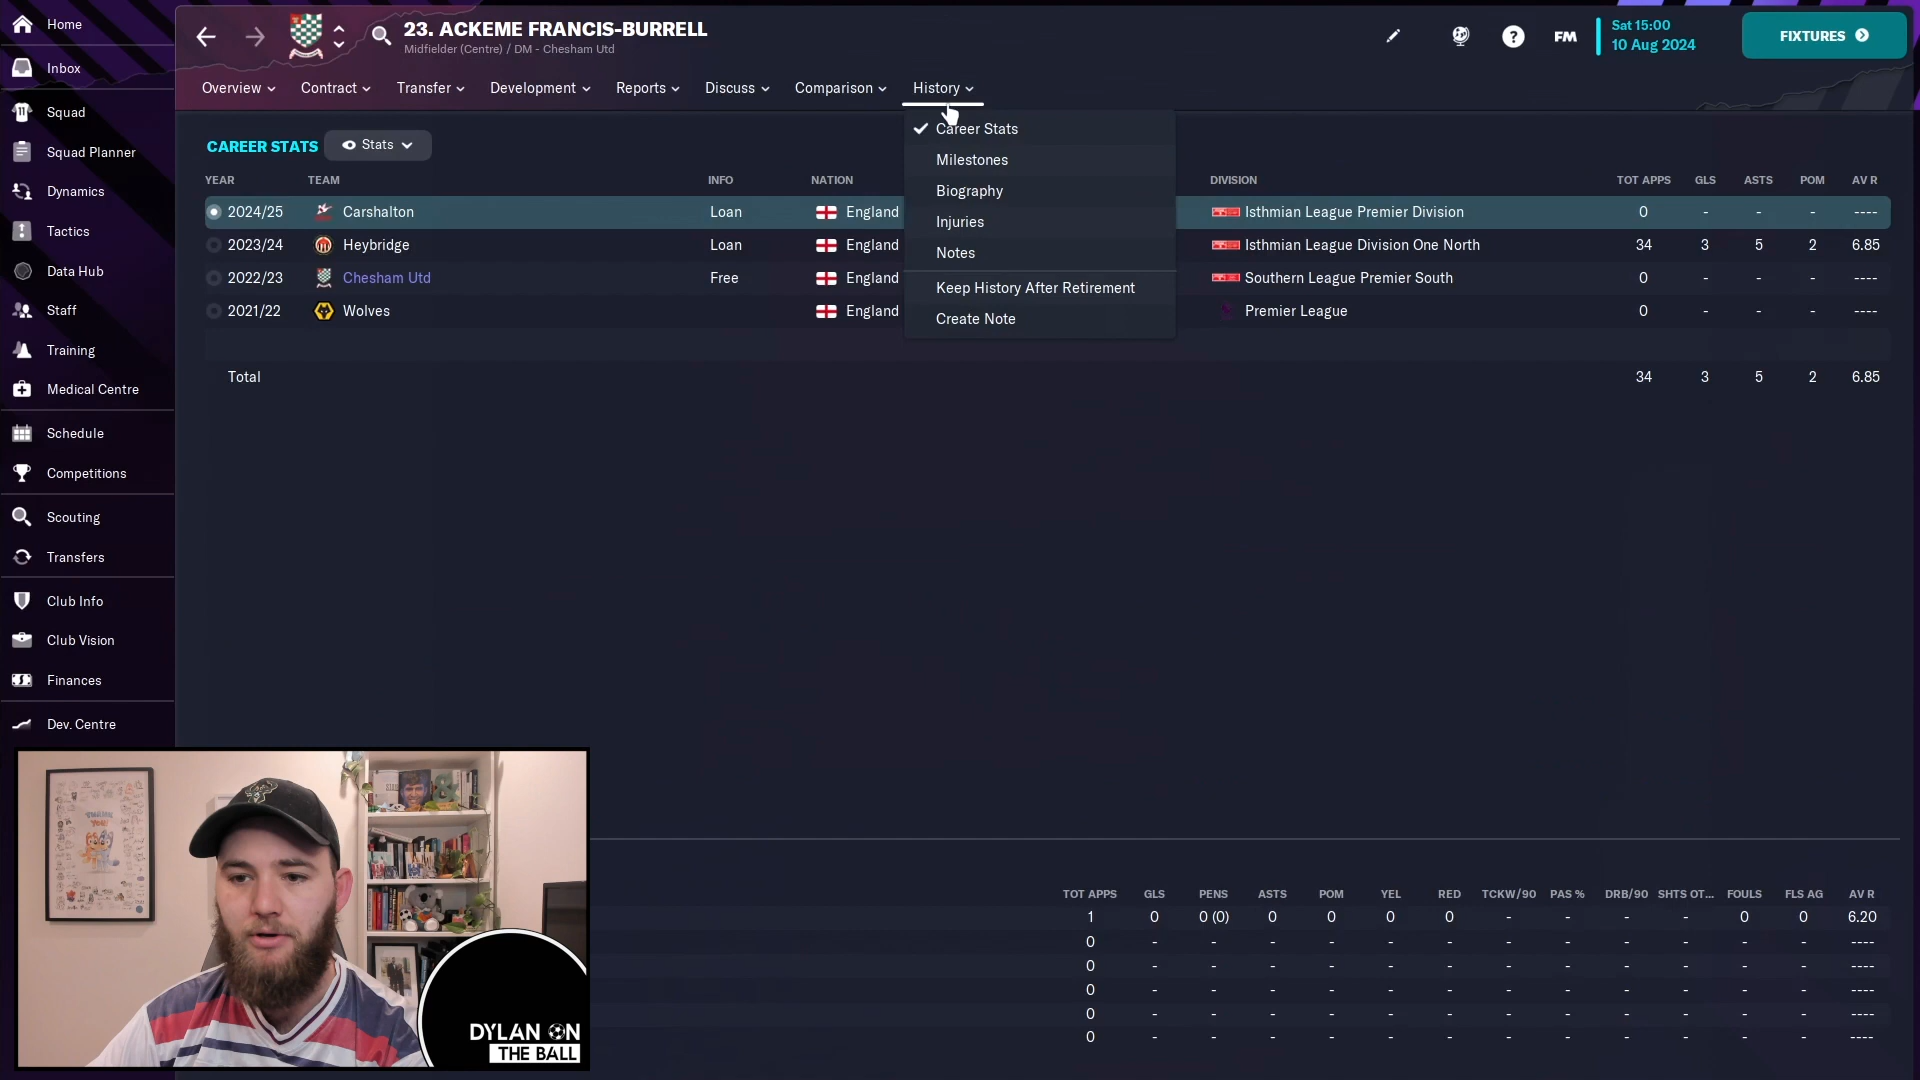 Home
Inbox
Squad
Squad Planner
Dynamics
Tactics
Data Hub
Staff
Training
Medical Centre
Schedule
Competitions
Scouting
Transfers
Club Info
Club Vision
Finances
Dev. Centre
23. ACKEME FRANCIS-BURRELL
Midfielder (Centre) / DM - Chesham Utd
FM
Sat 15:00
10 Aug 2024
FIXTURES
Overview Contract Transfer Development Reports Discuss Comparison History
Career Stats
Milestones
Biography
Injuries
Notes
Keep History After Retirement
Create Note
CAREER STATS Stats
YEAR TEAM INFO NATION DIVISION TOT APPS GLS ASTS POM AV R
2024/25 Carshalton Loan England Isthmian League Premier Division 0 - - - ----
2023/24 Heybridge Loan England Isthmian League Division One North 34 3 5 2 6.85
2022/23 Chesham Utd Free England Southern League Premier South 0 - - - ----
2021/22 Wolves England Premier League 0 - - - ----
Total 34 3 5 2 6.85
TOT APPS GLS PENS ASTS POM YEL RED TCKW/90 PAS % DRB/90 SHTS OT... FOULS FLS AG AV R
1 0 0 (0) 0 0 0 0 - - - - 0 0 6.20
0 - - - - - - - - - - - - ----
0 - - - - - - - - - - - - ----
0 - - - - - - - - - - - - ----
0 - - - - - - - - - - - - ----
0 - - - - - - - - - - - - ----
THANK
YOU!
DYLAN ON
THE BALL